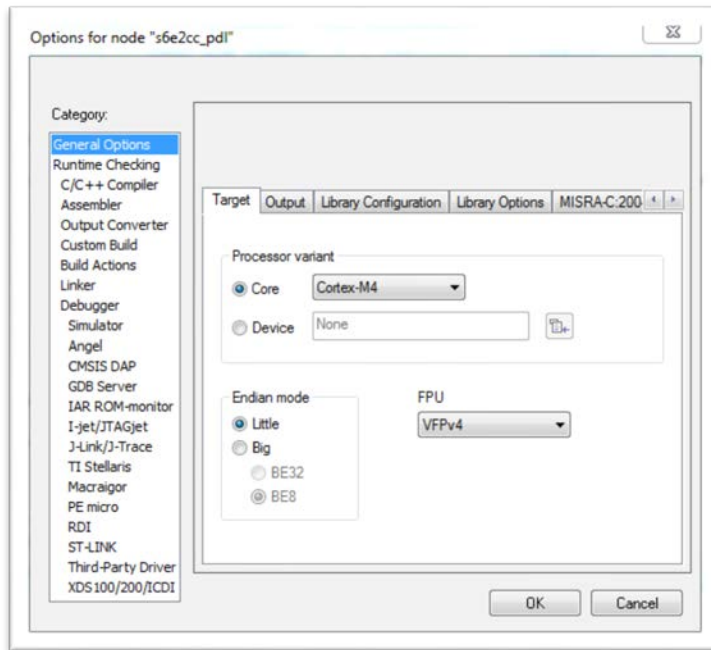 Options for node "s6e2cc_pdl"
Category:
General Options
Runtime Checking
C/C++ Compiler
Assembler
Output Converter
Custom Build
Build Actions
Linker
Debugger
Simulator
Angel
CMSIS DAP
GDB Server
IAR ROM-monitor
I-jet/JTAGjet
J-Link/J-Trace
TI Stellaris
Macraigor
PE micro
RDI
ST-LINK
Third-Party Driver
XDS100/200/ICDI
Target Output Library Configuration Library Options MISRA-C:200
Processor variant
Core Cortex-M4
Device None
Endian mode FPU
Little VFPv4
Big
BE32
BE8
OK Cancel